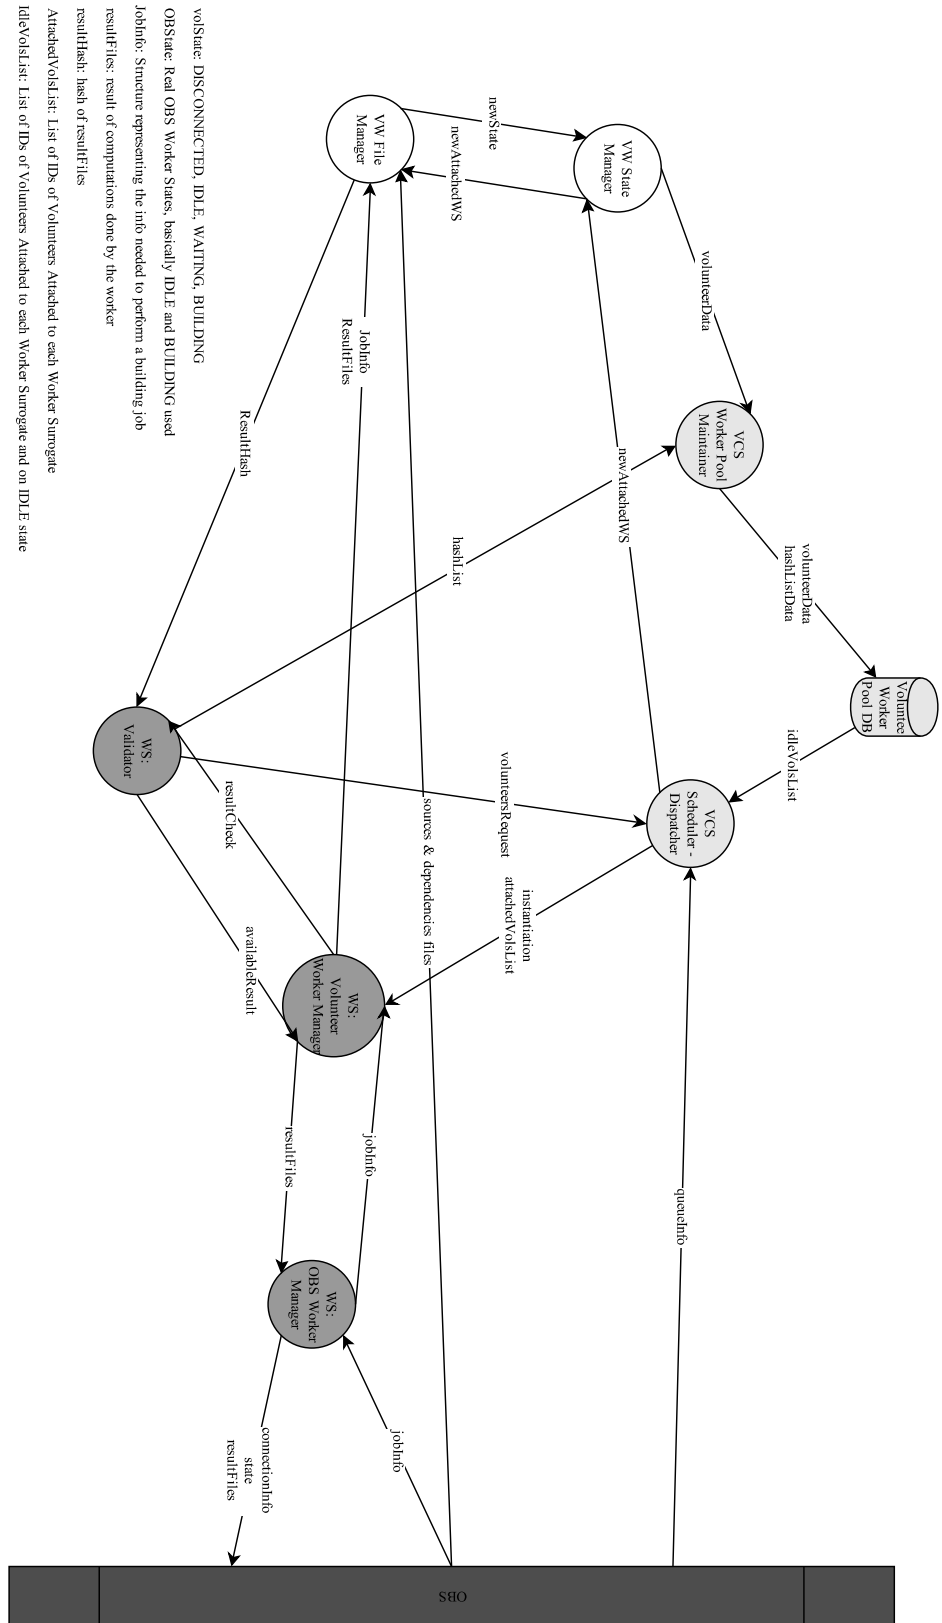 volState: DISCONNECTED, IDLE, WAITING, BUILDING
OBState: Real OBS Worker States, basically IDLE and BUILDING used
JobInfo: Structure representing the info needed to perform a building job
resultFiles: result of computations done by the worker
resultHash: hash of resultFiles
AttachedVolsList: List of IDs of Volunteers Attached to each Worker Surrogate
IdleVolsList: List of IDs of Volunteers Attached to each Worker Surrogate and on IDLE state
VW File
Manager
newState
newAttachedWS
VW State
Manager
volunteerData
JobInfo
ResultFiles
ResultHash
VCS
Worker Pool
Maintainer
newAttachedWS
hashList
volunteerData
hashListData
Voluntee
Worker
Pool DB
idleVolsList
WS:
Validator
VCS
Scheduler -
Dispatcher
volunteersRequest
resultCheck
sources & dependencies files
instantiation
attachedVolsList
availableResult
WS:
Volunteer
Worker Manager
resultFiles
jobInfo
queueInfo
WS:
OBS Worker
Manager
jobInfo
connectionInfo
state
resultFiles
OBS